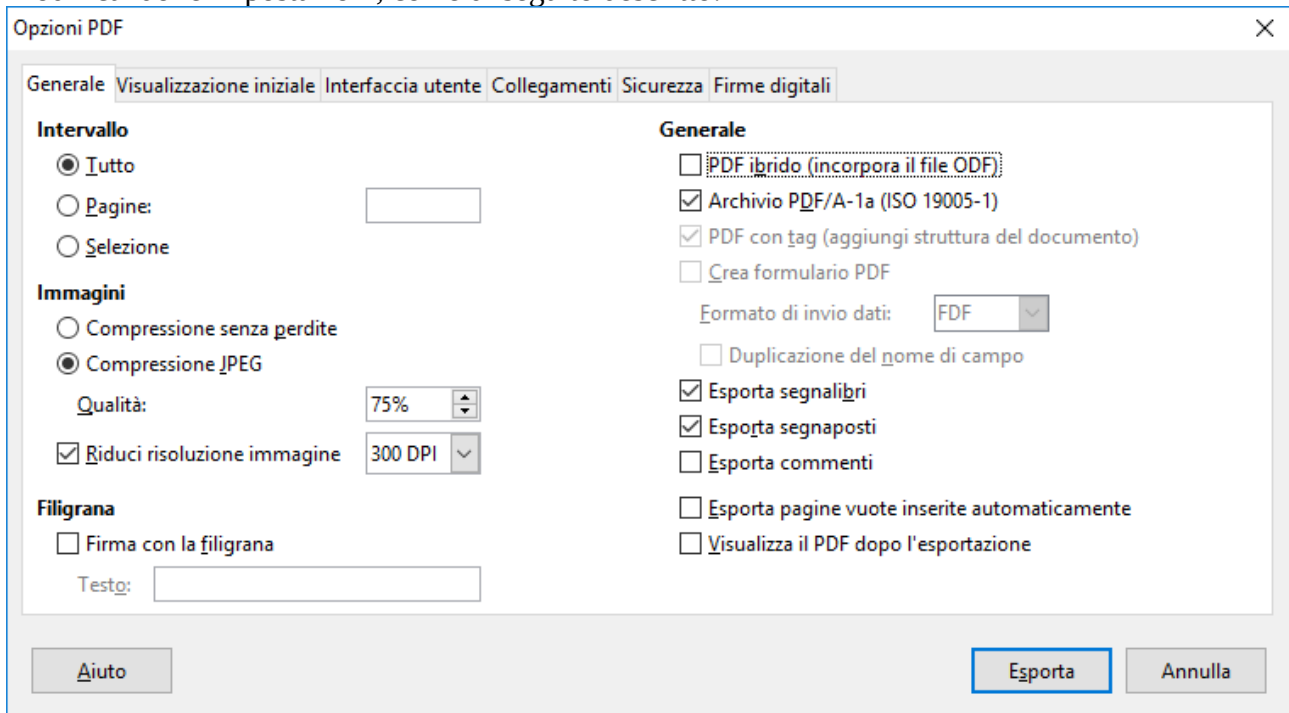 Opzioni PDF
Generale Visualizzazione iniziale Interfaccia utente Collegamenti Sicurezza Firme digitali
Intervallo
Tutto
Pagine:
Selezione
Immagini
Compressione senza perdite
Compressione JPEG
Qualità: 75%
Riduci risoluzione immagine 300 DPI
Filigrana
Firma con la filigrana
Testo:
Generale
PDF ibrido (incorpora il file ODF)
Archivio PDF/A-1a (ISO 19005-1)
PDF con tag (aggiungi struttura del documento)
Crea formulario PDF
Formato di invio dati: FDF
Duplicazione del nome di campo
Esporta segnalibri
Esporta segnaposti
Esporta commenti
Esporta pagine vuote inserite automaticamente
Visualizza il PDF dopo l'esportazione
Aiuto Esporta Annulla